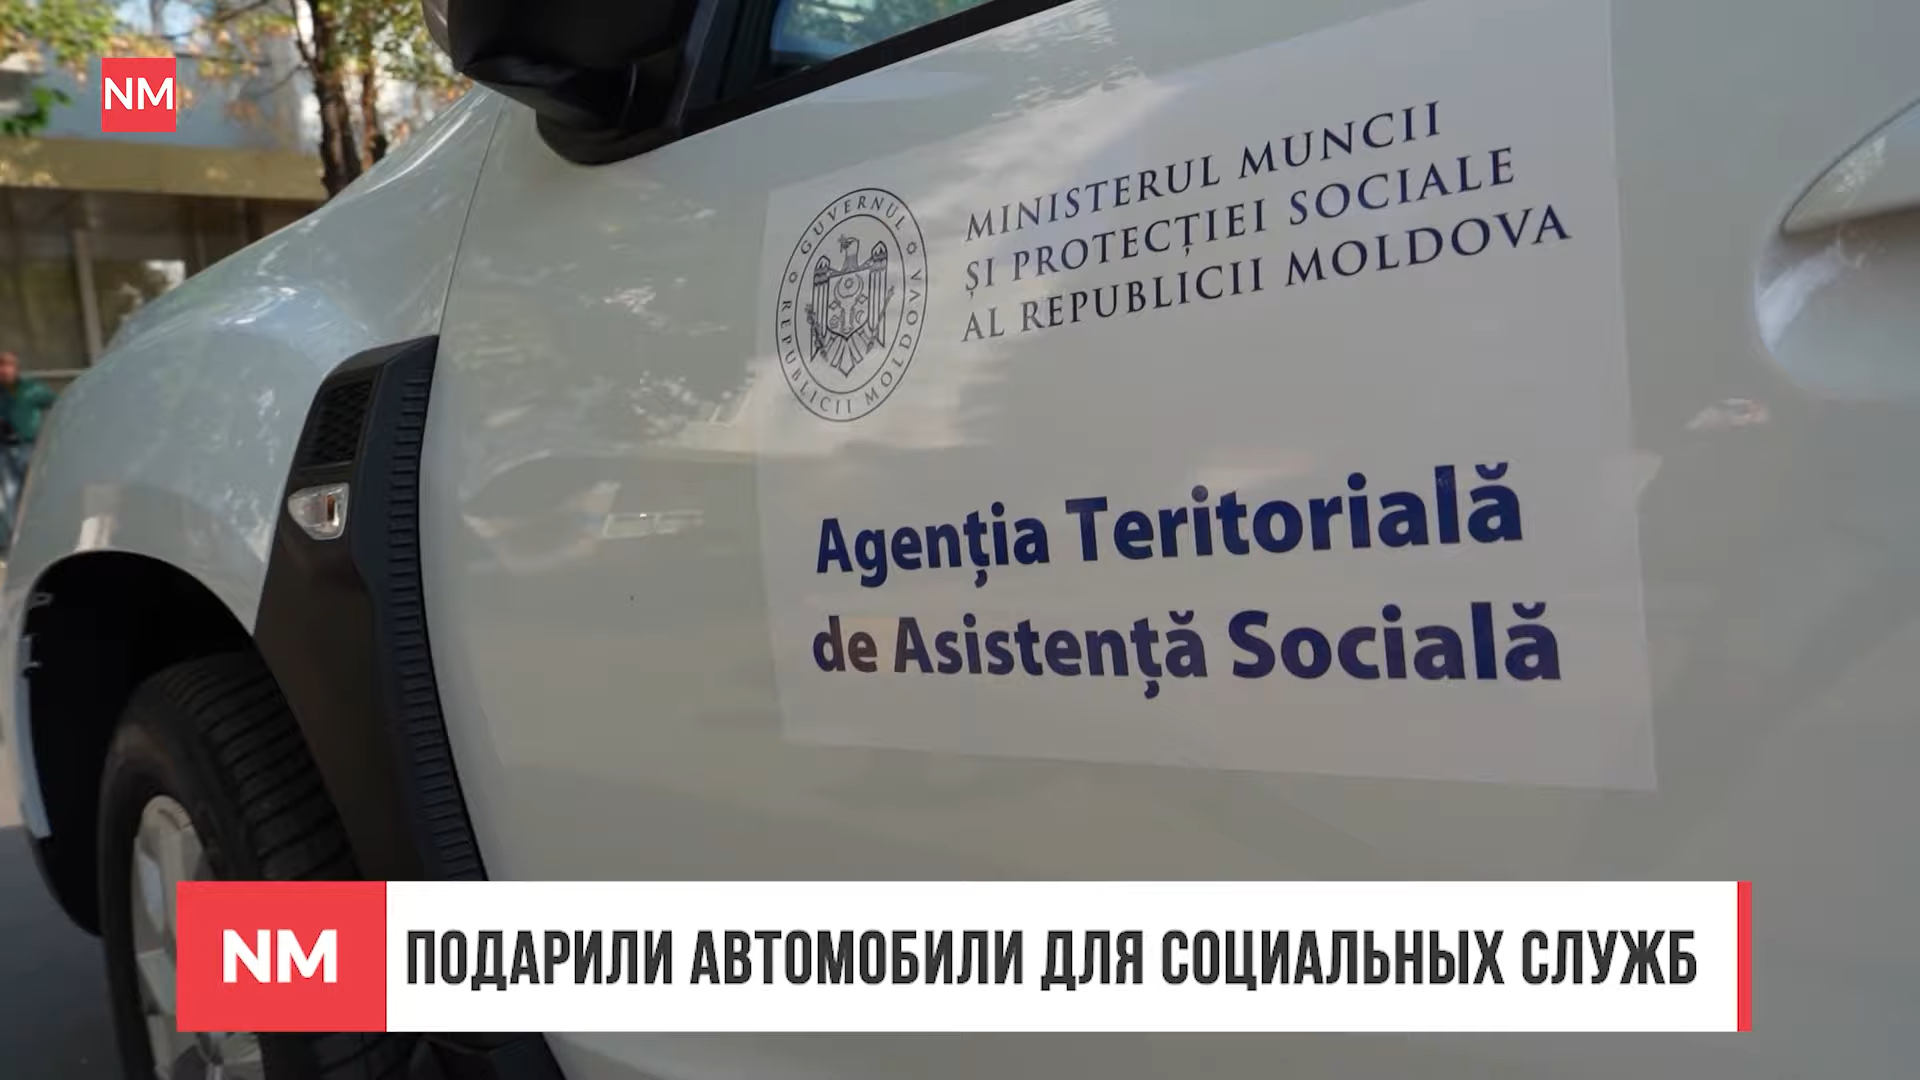 NM
MINISTERUL MUNCII
ȘI PROTECȚIEI SOCIALE
AL REPUBLICII MOLDOVA
GUVERNUL REPUBLICII MOLDOVA
Agenția Teritorială
de Asistență Socială
NM ПОДАРИЛИ АВТОМОБИЛИ ДЛЯ СОЦИАЛЬНЫХ СЛУЖБ